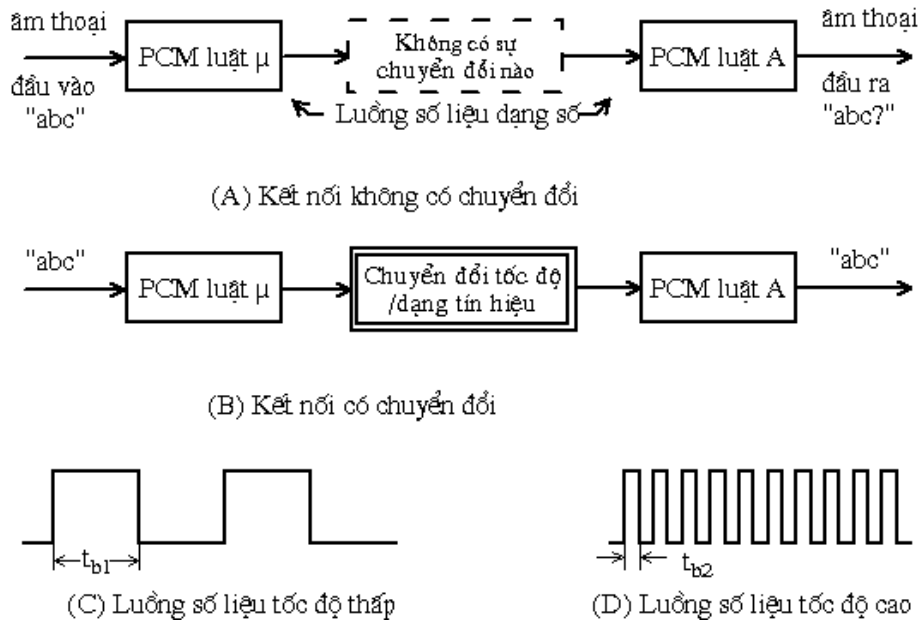 âm thoại
đầu vào
"abc"
PCM luật µ
Không có sự
chuyển đổi nào
PCM luật A
âm thoại
đầu ra
"abc?"
Luồng số liệu dạng số
(A) Kết nối không có chuyển đổi
"abc"
PCM luật µ
Chuyển đổi tốc độ
/dạng tín hiệu
PCM luật A
"abc"
(B) Kết nối có chuyển đổi
tb1
tb2
(C) Luồng số liệu tốc độ thấp
(D) Luồng số liệu tốc độ cao